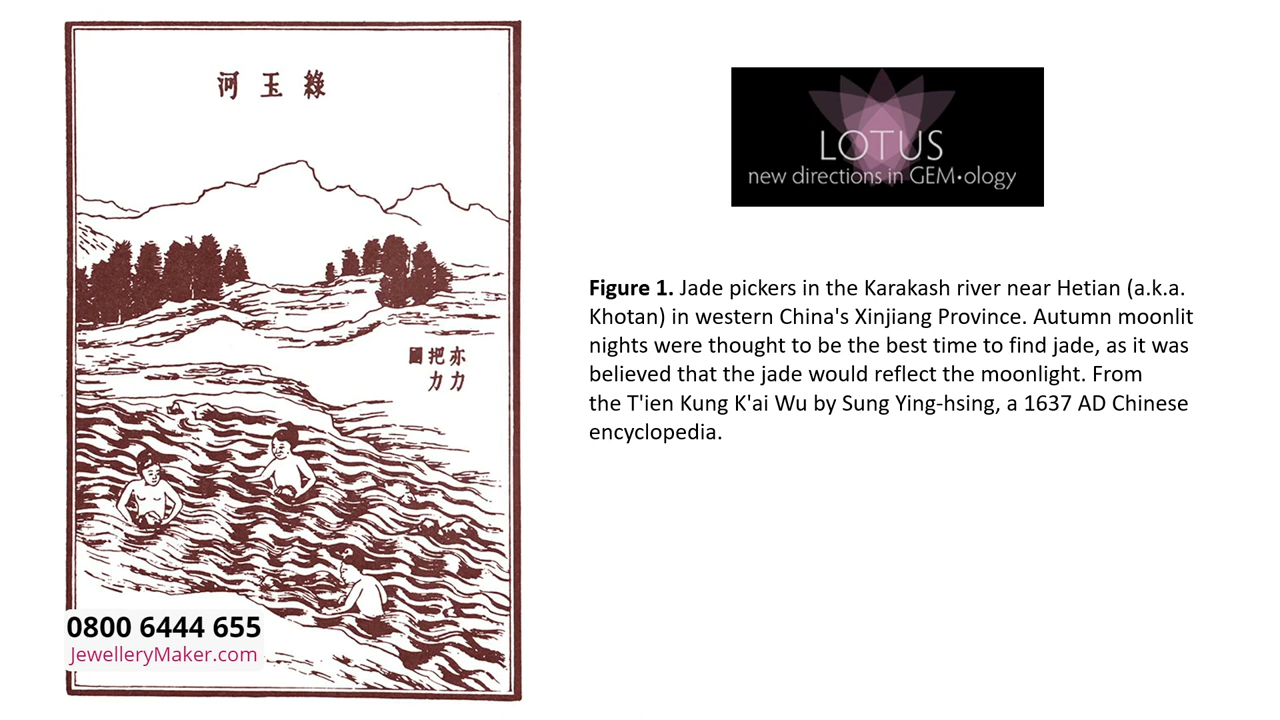 綠玉河
亦力
把力
國
0800 6444 655
JewelleryMaker.com
LOTUS
new directions in GEM•ology
Figure 1. Jade pickers in the Karakash river near Hetian (a.k.a.
Khotan) in western China's Xinjiang Province. Autumn moonlit
nights were thought to be the best time to find jade, as it was
believed that the jade would reflect the moonlight. From
the T'ien Kung K'ai Wu by Sung Ying-hsing, a 1637 AD Chinese
encyclopedia.